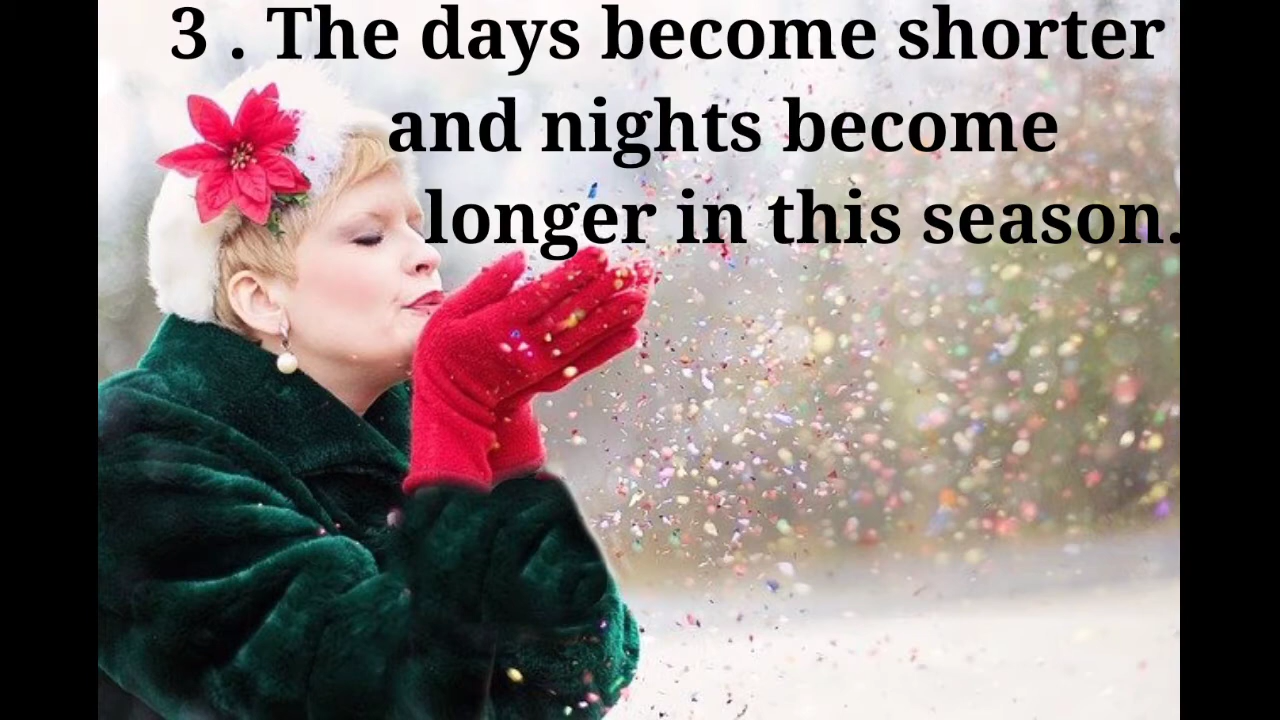 3 . The days become shorter
and nights become
longer in this season.